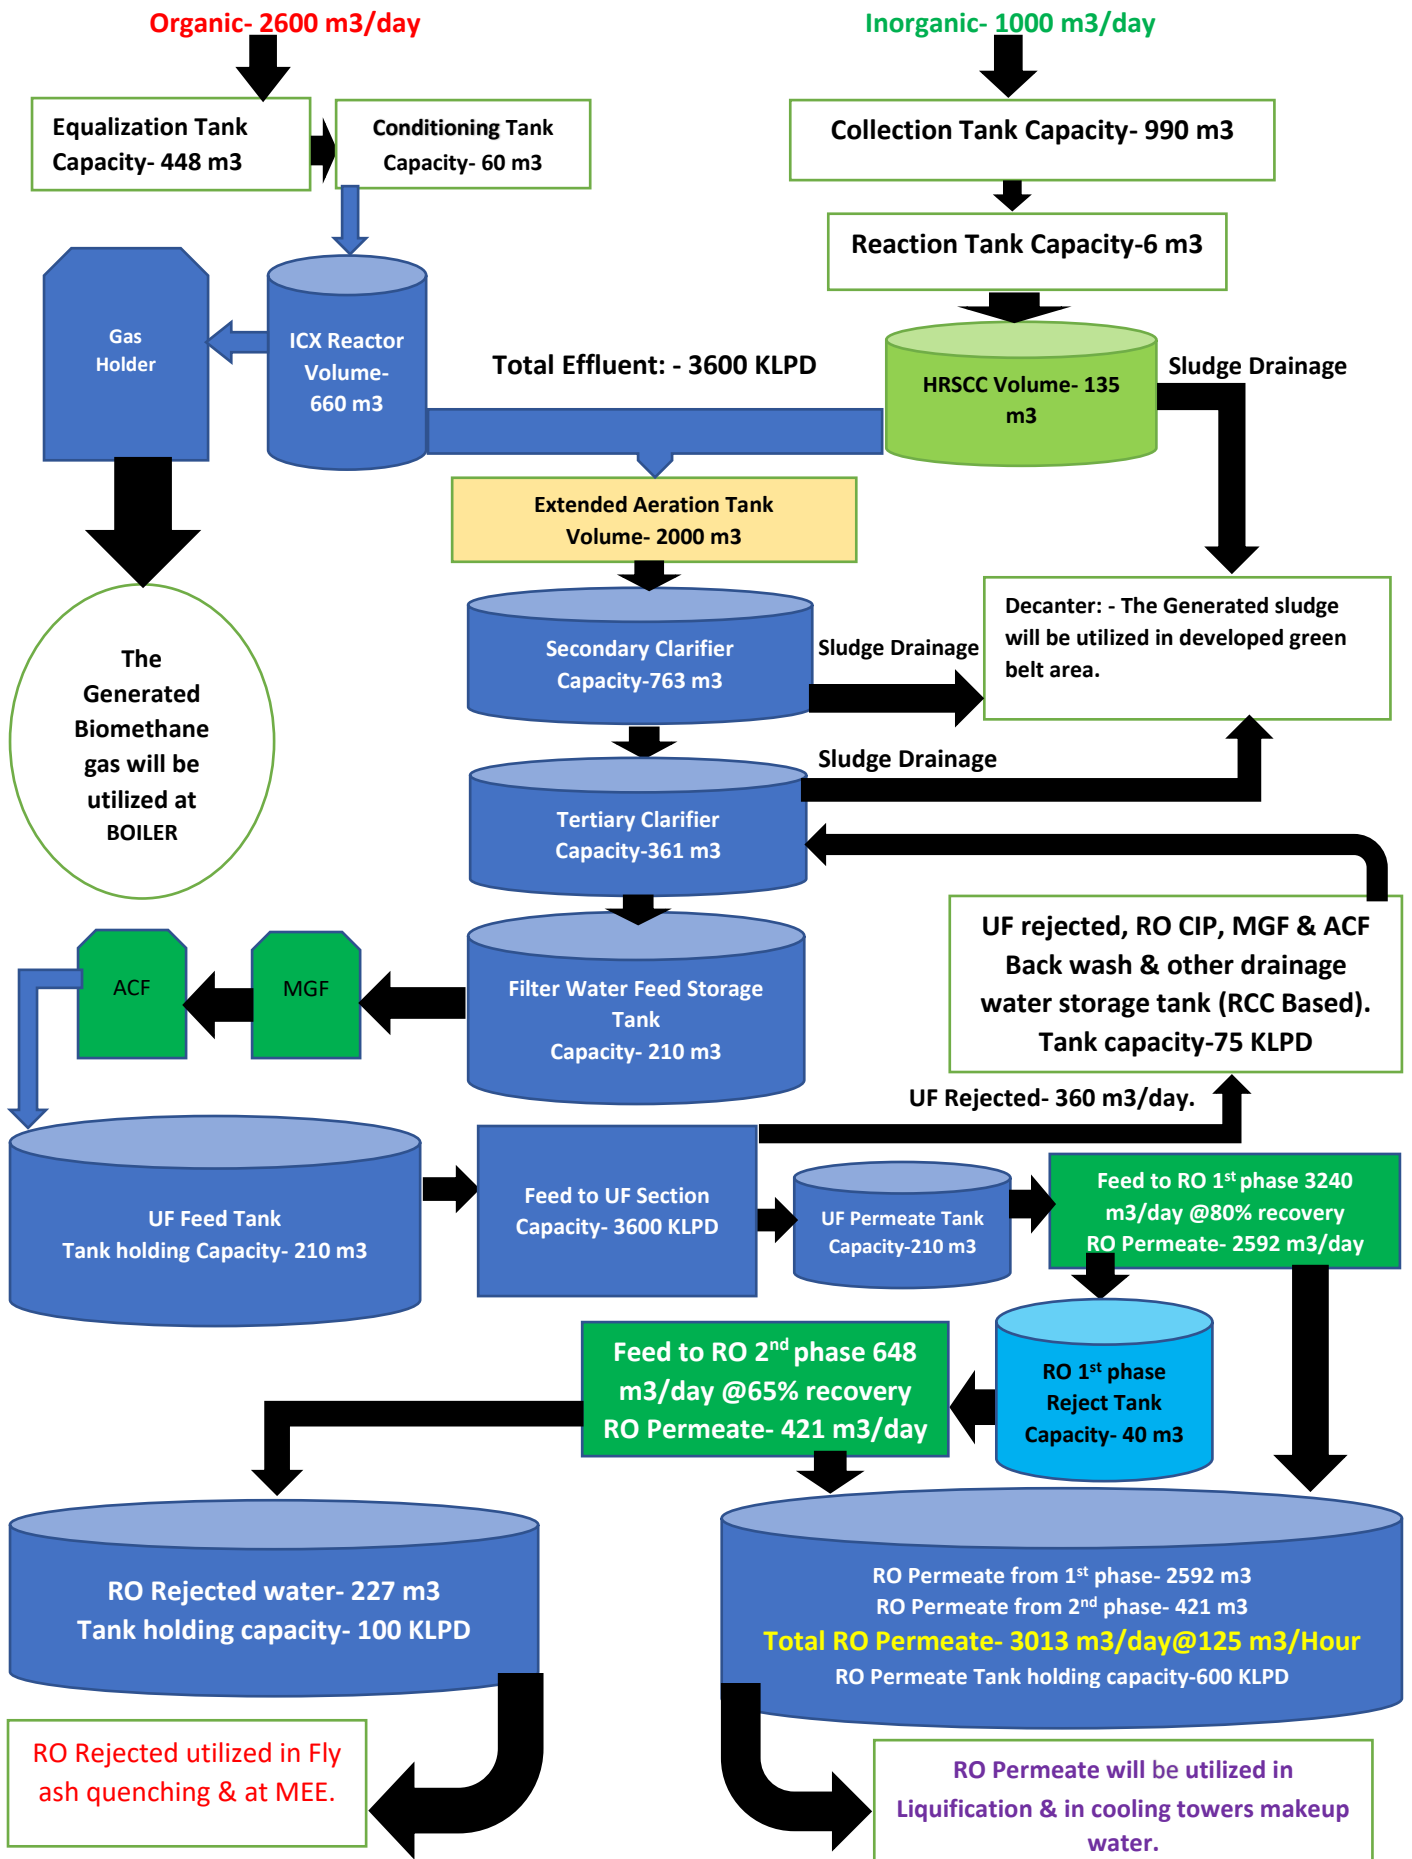 Organic- 2600 m3/day
Inorganic- 1000 m3/day
Equalization Tank
Capacity- 448 m3
Conditioning Tank
Capacity- 60 m3
Collection Tank Capacity- 990 m3
Reaction Tank Capacity-6 m3
Gas
Holder
ICX Reactor
Volume-
660 m3
Total Effluent: - 3600 KLPD
HRSCC Volume- 135
m3
Sludge Drainage
Extended Aeration Tank
Volume- 2000 m3
Decanter: - The Generated sludge
will be utilized in developed green
belt area.
Secondary Clarifier
Capacity-763 m3
Sludge Drainage
The
Generated
Biomethane
gas will be
utilized at
BOILER
Sludge Drainage
Tertiary Clarifier
Capacity-361 m3
UF rejected, RO CIP, MGF & ACF
Back wash & other drainage
water storage tank (RCC Based).
Tank capacity-75 KLPD
ACF
MGF
Filter Water Feed Storage
Tank
Capacity- 210 m3
UF Rejected- 360 m3/day.
UF Feed Tank
Tank holding Capacity- 210 m3
Feed to UF Section
Capacity- 3600 KLPD
UF Permeate Tank
Capacity-210 m3
Feed to RO 1st phase 3240
m3/day @80% recovery
RO Permeate- 2592 m3/day
Feed to RO 2nd phase 648
m3/day @65% recovery
RO Permeate- 421 m3/day
RO 1st phase
Reject Tank
Capacity- 40 m3
RO Rejected water- 227 m3
Tank holding capacity- 100 KLPD
RO Permeate from 1st phase- 2592 m3
RO Permeate from 2nd phase- 421 m3
Total RO Permeate- 3013 m3/day@125 m3/Hour
RO Permeate Tank holding capacity-600 KLPD
RO Rejected utilized in Fly
ash quenching & at MEE.
RO Permeate will be utilized in
Liquification & in cooling towers makeup
water.